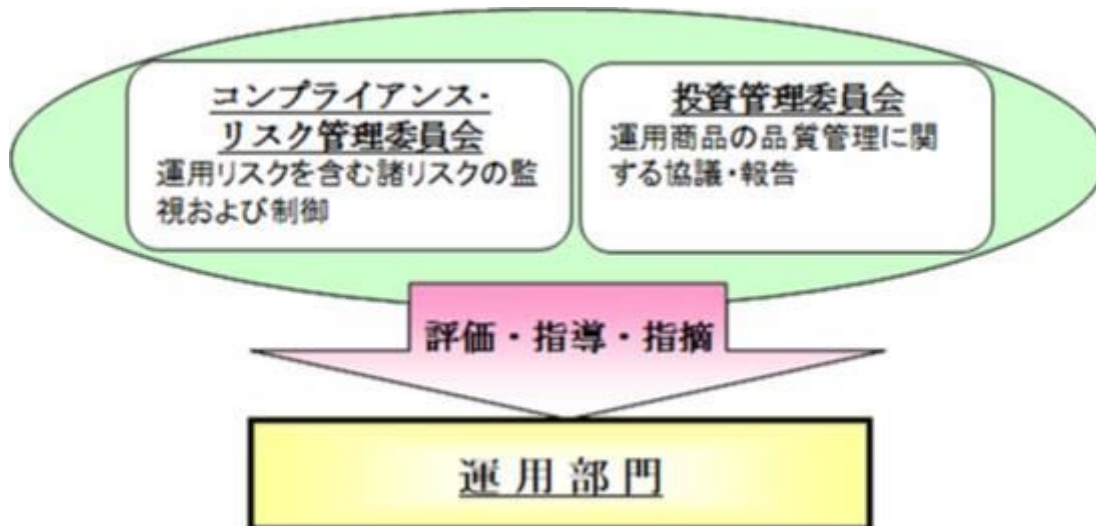 コンプライアンス・
リスク管理委員会
運用リスクを含む諸リスクの監
視および制御
投資管理委員会
運用商品の品質管理に関
する協議・報告
評価・指導・指摘
運用部門